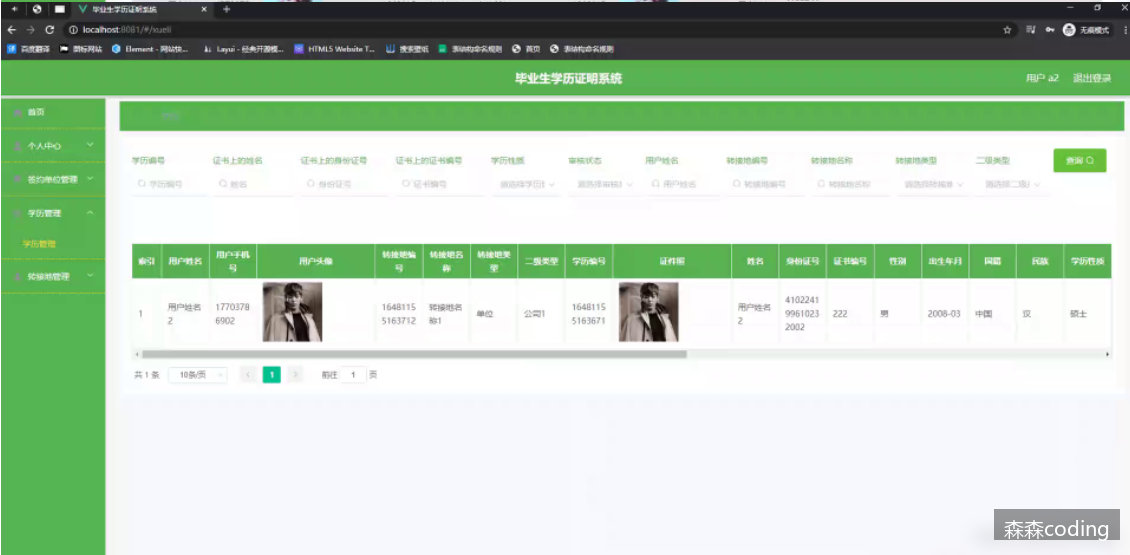 毕业生学历证明系统
localhost:8081/#/xueli
无痕模式
百度翻译 图标网站 Element - 网站快... Layui - 经典开源模... HTML5 Website T... 搜索壁纸 表结构命名规则 首页 表结构命名规则
毕业生学历证明系统
用户 a2 退出登录
首页
个人中心
签约单位管理
学历管理
学历管理
转接地管理
学历编号 证书上的姓名 证书上的身份证号 证书上的证书编号 学历性质 审核状态 用户姓名 转接地编号 转接地名称 转接地类型 二级类型 查询
学历编号 姓名 身份证号 证书编号 请选择学历 请选择审核 用户姓名 转接地编号 转接地名称 请选择转接地 请选择二级
索引 用户姓名 用户手机号 用户头像 转接地编号 转接地名称 转接地类型 二级类型 学历编号 证件照 姓名 身份证号 证书编号 性别 出生年月 国籍 民族 学历性质
1 用户姓名2 17703786902 16481155163712 转接地名称1 单位 公司1 16481155163671 用户姓名2 410224199610232002 222 男 2008-03 中国 汉 硕士
共 1 条 10条/页 1 前往 1 页
森森coding